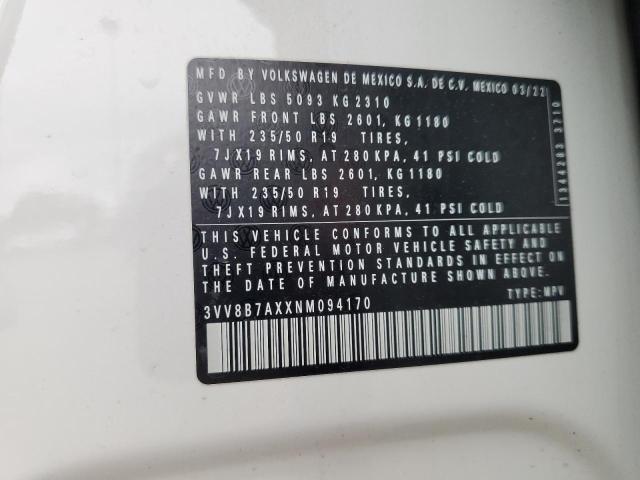 MFD BY VOLKSWAGEN DE MEXICO S.A. DE C.V. MEXICO 03/22
GVWR LBS 5093 KG 2310
GAWR FRONT LBS 2601, KG 1180
WITH 235/50 R19 TIRES,
7JX19 RIMS, AT 280 KPA, 41 PSI COLD
GAWR REAR LBS 2601, KG 1180
WITH 235/50 R19 TIRES,
7JX19 RIMS, AT 280 KPA, 41 PSI COLD
THIS VEHICLE CONFORMS TO ALL APPLICABLE
U.S. FEDERAL MOTOR VEHICLE SAFETY AND
THEFT PREVENTION STANDARDS IN EFFECT ON
THE DATE OF MANUFACTURE SHOWN ABOVE.
3VV8B7AXXNM094170 TYPE: MPV
1344283 3710